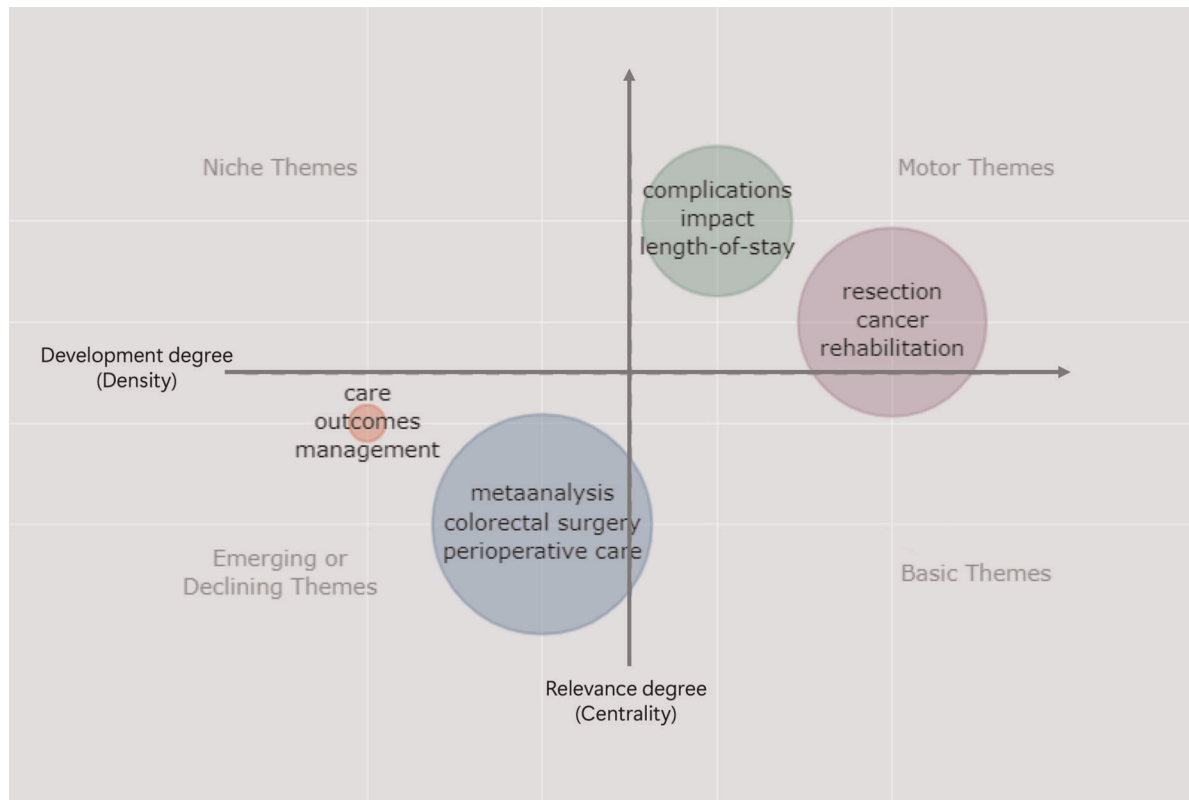 Niche Themes
Motor Themes
complications
impact
length-of-stay
resection
cancer
rehabilitation
Development degree
(Density)
care
outcomes
management
metaanalysis
colorectal surgery
perioperative care
Emerging or
Declining Themes
Basic Themes
Relevance degree
(Centrality)